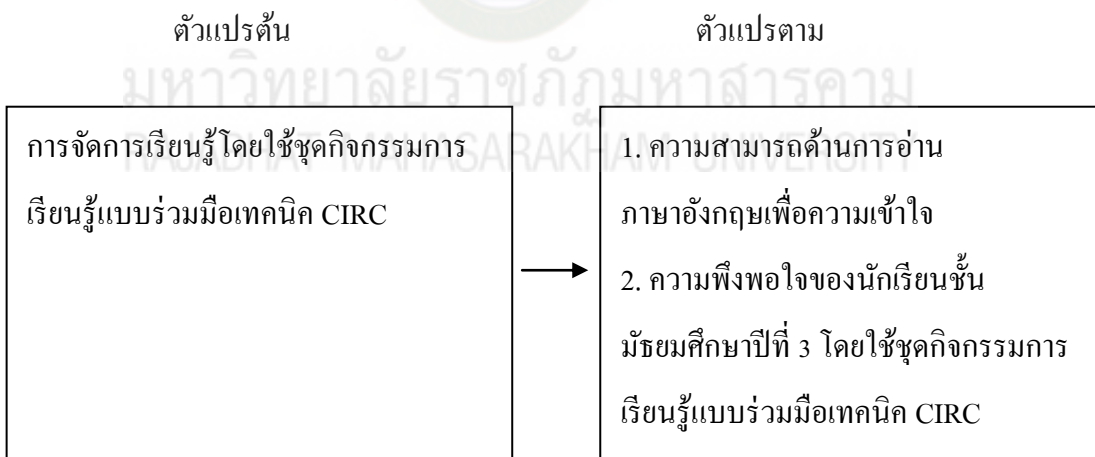 ตัวแปรต้น
ตัวแปรตาม
มหาวิทยาลัยราชภัฏมหาสารคาม
RAJABHAT MAHASARAKHAM UNIVERSITY
การจัดการเรียนรู้โดยใช้ชุดกิจกรรมการ
เรียนรู้แบบร่วมมือเทคนิค CIRC
1. ความสามารถด้านการอ่าน
ภาษาอังกฤษเพื่อความเข้าใจ
2. ความพึงพอใจของนักเรียนชั้น
มัธยมศึกษาปีที่ 3 โดยใช้ชุดกิจกรรมการ
เรียนรู้แบบร่วมมือเทคนิค CIRC